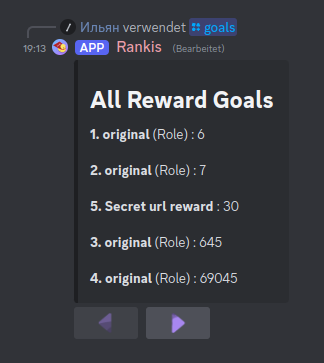 Ильян verwendet goals
19:13 APP Rankis (Bearbeitet)
All Reward Goals
1. original (Role) : 6
2. original (Role) : 7
5. Secret url reward : 30
3. original (Role) : 645
4. original (Role) : 69045